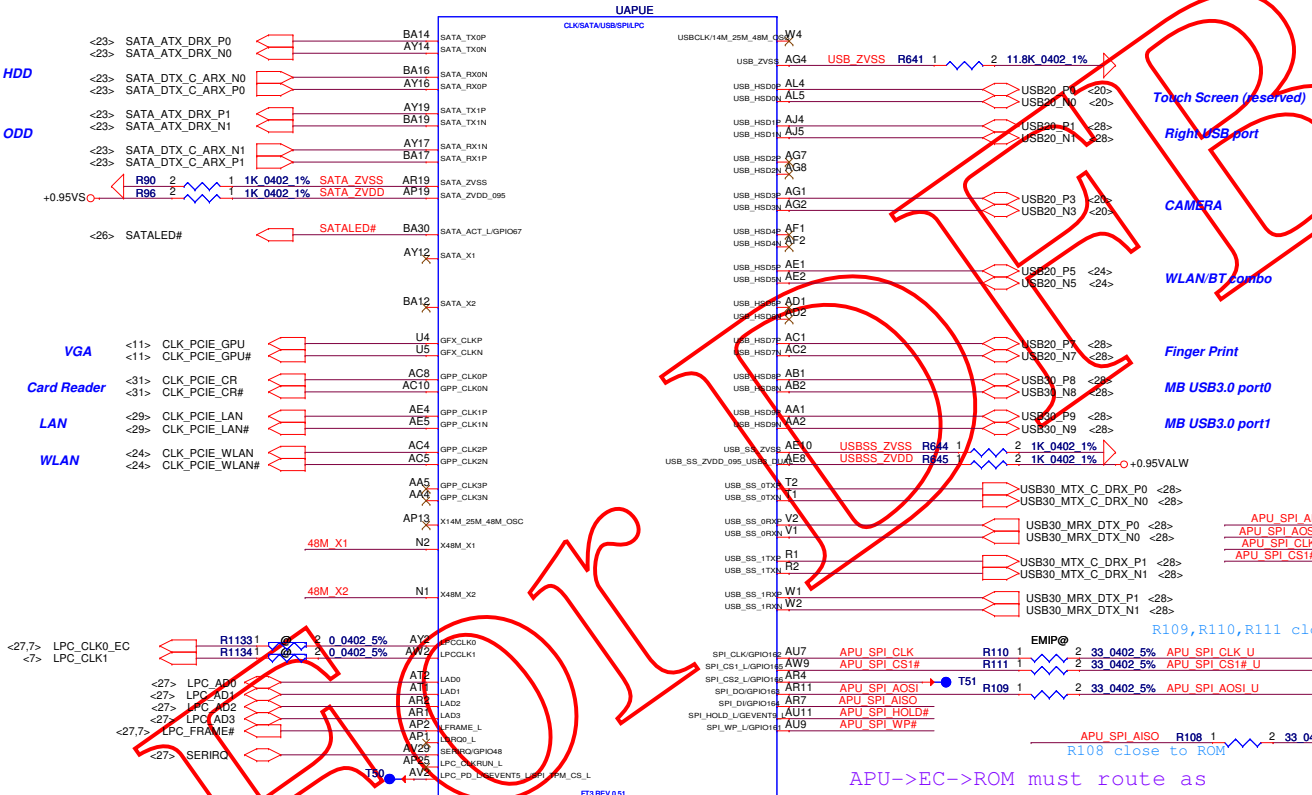 UAPUE
CLK/SATA/USB/SPI/LPC
HDD
<23> SATA_ATX_DRX_P0 BA14 SATA_TX0P
<23> SATA_ATX_DRX_N0 AY14 SATA_TX0N
<23> SATA_DTX_C_ARX_N0 BA16 SATA_RX0N
<23> SATA_DTX_C_ARX_P0 AY16 SATA_RX0P
ODD
<23> SATA_ATX_DRX_P1 AY19 SATA_TX1P
<23> SATA_ATX_DRX_N1 BA19 SATA_TX1N
<23> SATA_DTX_C_ARX_N1 AY17 SATA_RX1N
<23> SATA_DTX_C_ARX_P1 BA17 SATA_RX1P
R90 2 1 1K_0402_1% SATA_ZVSS AR19 SATA_ZVSS
+0.95VS R96 2 1 1K_0402_1% SATA_ZVDD AP19 SATA_ZVDD_095
<26> SATALED# SATALED# BA30 SATA_ACT_L/GPIO67
AY12 SATA_X1
BA12 SATA_X2
VGA
<11> CLK_PCIE_GPU U4 GFX_CLKP
<11> CLK_PCIE_GPU# U5 GFX_CLKN
Card Reader
<31> CLK_PCIE_CR AC8 GPP_CLK0P
<31> CLK_PCIE_CR# AC10 GPP_CLK0N
LAN
<29> CLK_PCIE_LAN AE4 GPP_CLK1P
<29> CLK_PCIE_LAN# AE5 GPP_CLK1N
WLAN
<24> CLK_PCIE_WLAN AC4 GPP_CLK2P
<24> CLK_PCIE_WLAN# AC5 GPP_CLK2N
AA5 GPP_CLK3P
AA4 GPP_CLK3N
AP13 X14M_25M_48M_OSC
48M_X1 N2 X48M_X1
48M_X2 N1 X48M_X2
<27,7> LPC_CLK0_EC R1133 1 @ 2 0_0402_5% AY2 LPCCLK0
<7> LPC_CLK1 R1134 1 @ 2 0_0402_5% AW2 LPCCLK1
<27> LPC_AD0 AT2 LAD0
<27> LPC_AD1 AT1 LAD1
<27> LPC_AD2 AR2 LAD2
<27> LPC_AD3 AR1 LAD3
<27,7> LPC_FRAME# AP2 LFRAME_L
AP1 LDRQ0_L
<27> SERIRQ AV29 SERIRQ/GPIO48
AP25 LPC_CLKRUN_L
T50 AV2 LPC_PD_L/GEVENT5_L/SPI_TPM_CS_L
FT3 REV 0.51
USBCLK/14M_25M_48M_OSC W4
USB_ZVSS AG4 USB_ZVSS R641 1 2 11.8K_0402_1%
USB_HSD0P AL4 USB20_P0 <20>
USB_HSD0N AL5 USB20_N0 <20>
Touch Screen (reserved)
USB_HSD1P AJ4 USB20_P1 <28>
USB_HSD1N AJ5 USB20_N1 <28>
Right USB port
USB_HSD2P AG7
USB_HSD2N AG8
USB_HSD3P AG1 USB20_P3 <20>
USB_HSD3N AG2 USB20_N3 <20>
CAMERA
USB_HSD4P AF1
USB_HSD4N AF2
USB_HSD5P AE1 USB20_P5 <24>
USB_HSD5N AE2 USB20_N5 <24>
WLAN/BT combo
USB_HSD6P AD1
USB_HSD6N AD2
USB_HSD7P AC1 USB20_P7 <28>
USB_HSD7N AC2 USB20_N7 <28>
Finger Print
USB_HSD8P AB1 USB30_P8 <28>
USB_HSD8N AB2 USB30_N8 <28>
MB USB3.0 port0
USB_HSD9P AA1 USB30_P9 <28>
USB_HSD9N AA2 USB30_N9 <28>
MB USB3.0 port1
USB_SS_ZVSS AE10 USBSS_ZVSS R644 1 2 1K_0402_1%
USB_SS_ZVDD_095_USB3_DUAL AE8 USBSS_ZVDD R645 1 2 1K_0402_1% +0.95VALW
USB_SS_0TXP T2 USB30_MTX_C_DRX_P0 <28>
USB_SS_0TXN T1 USB30_MTX_C_DRX_N0 <28>
USB_SS_0RXP V2 USB30_MRX_DTX_P0 <28>
USB_SS_0RXN V1 USB30_MRX_DTX_N0 <28>
USB_SS_1TXP R1 USB30_MTX_C_DRX_P1 <28>
USB_SS_1TXN R2 USB30_MTX_C_DRX_N1 <28>
USB_SS_1RXP W1 USB30_MRX_DTX_P1 <28>
USB_SS_1RXN W2 USB30_MRX_DTX_N1 <28>
APU_SPI_A
APU_SPI_AOS
APU_SPI_CLK
APU_SPI_CS1#
R109,R110,R111 clo
EMIP@
SPI_CLK/GPIO162 AU7 APU_SPI_CLK R110 1 2 33_0402_5% APU_SPI_CLK_U
SPI_CS1_L/GPIO165 AW9 APU_SPI_CS1# R111 1 2 33_0402_5% APU_SPI_CS1#_U
SPI_CS2_L/GPIO166 AR4 T51
SPI_DO/GPIO163 AR11 APU_SPI_AOSI R109 1 2 33_0402_5% APU_SPI_AOSI_U
SPI_DI/GPIO164 AR7 APU_SPI_AISO
SPI_HOLD_L/GEVENT9_L AU11 APU_SPI_HOLD#
SPI_WP_L/GPIO161 AU9 APU_SPI_WP#
APU_SPI_AISO R108 1 2 33_04
R108 close to ROM
APU->EC->ROM must route as
For DEB